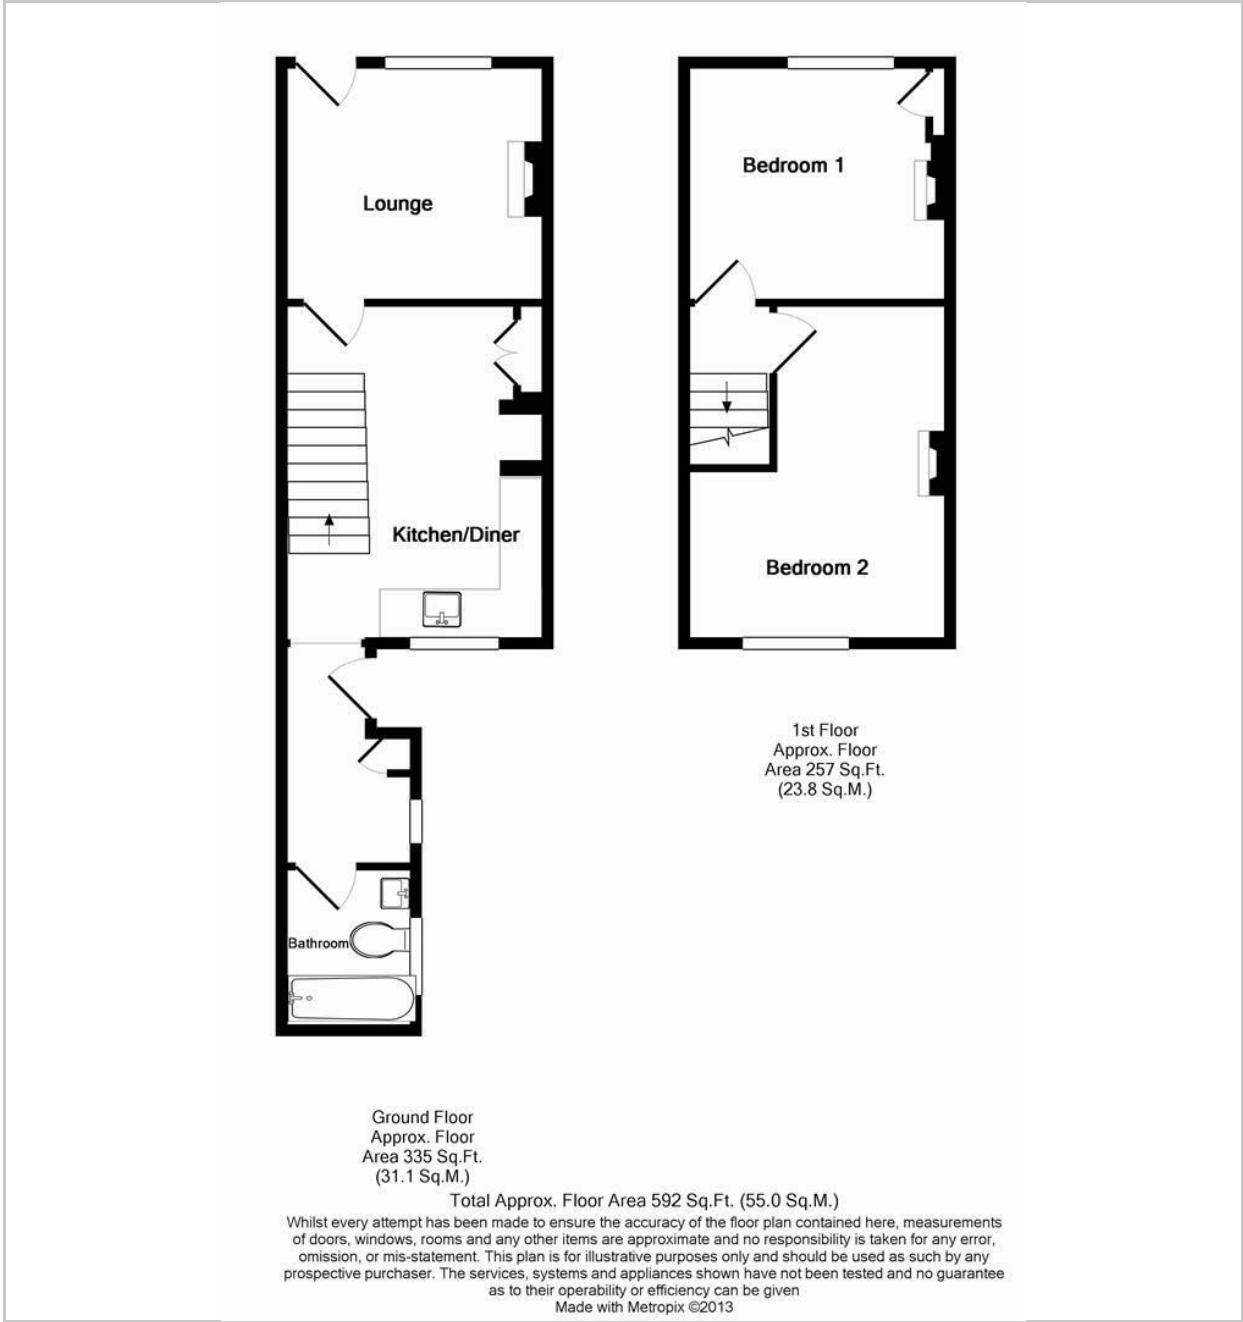 Lounge
Bedroom 1
Kitchen/Diner
Bedroom 2
Bathroom
1st Floor
Approx. Floor
Area 257 Sq.Ft.
(23.8 Sq.M.)
Ground Floor
Approx. Floor
Area 335 Sq.Ft.
(31.1 Sq.M.)
Total Approx. Floor Area 592 Sq.Ft. (55.0 Sq.M.)
Whilst every attempt has been made to ensure the accuracy of the floor plan contained here, measurements
of doors, windows, rooms and any other items are approximate and no responsibility is taken for any error,
omission, or mis-statement. This plan is for illustrative purposes only and should be used as such by any
prospective purchaser. The services, systems and appliances shown have not been tested and no guarantee
as to their operability or efficiency can be given
Made with Metropix ©2013